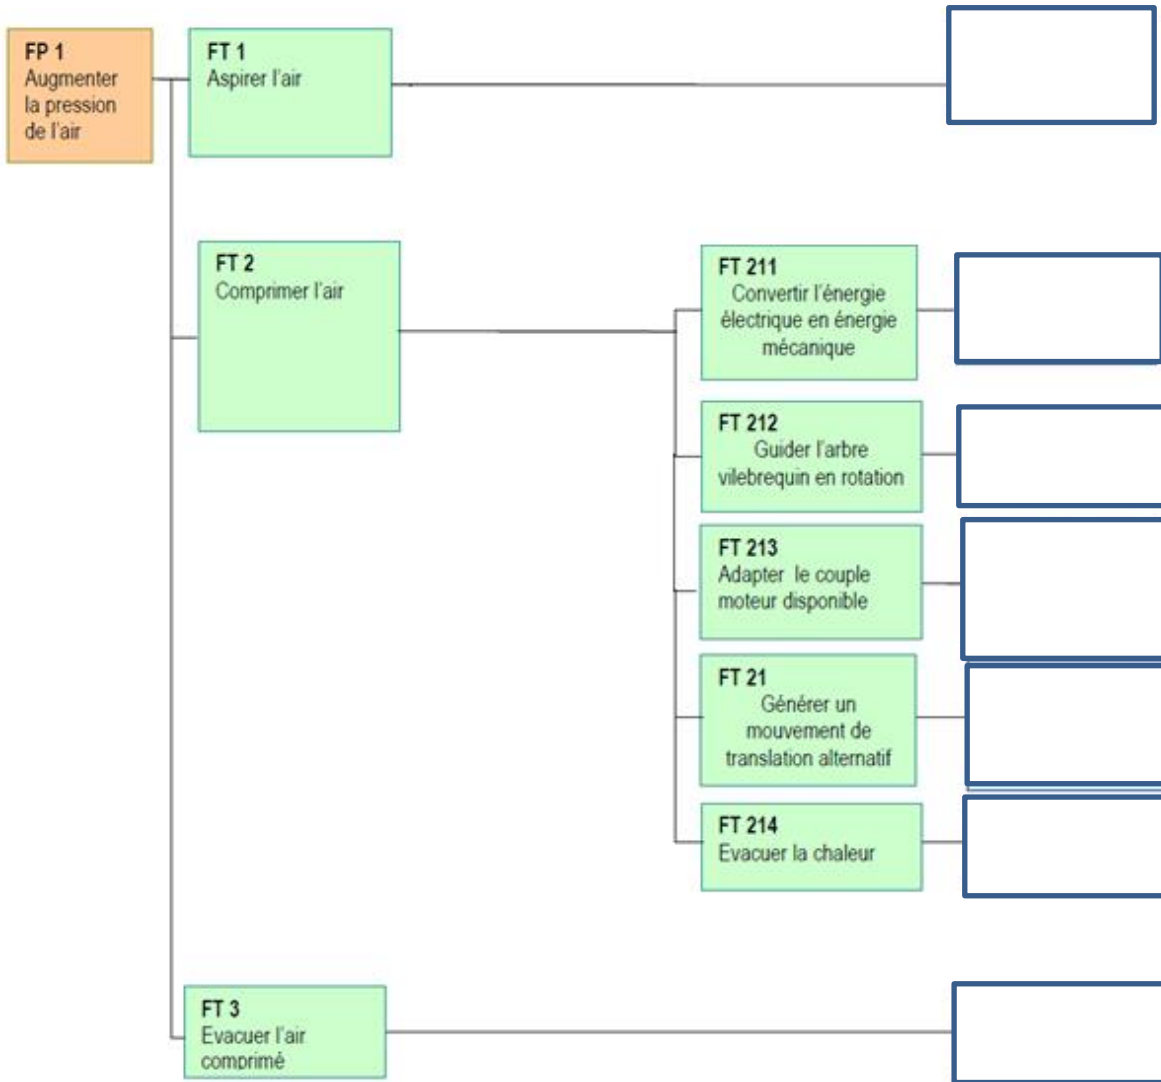 FP 1
Augmenter
la pression
de l'air
FT 1
Aspirer l'air
FT 2
Comprimer l'air
FT 211
Convertir l'énergie
électrique en énergie
mécanique
FT 212
Guider l'arbre
vilebrequin en rotation
FT 213
Adapter le couple
moteur disponible
FT 21
Générer un
mouvement de
translation alternatif
FT 214
Evacuer la chaleur
FT 3
Evacuer l'air
comprimé